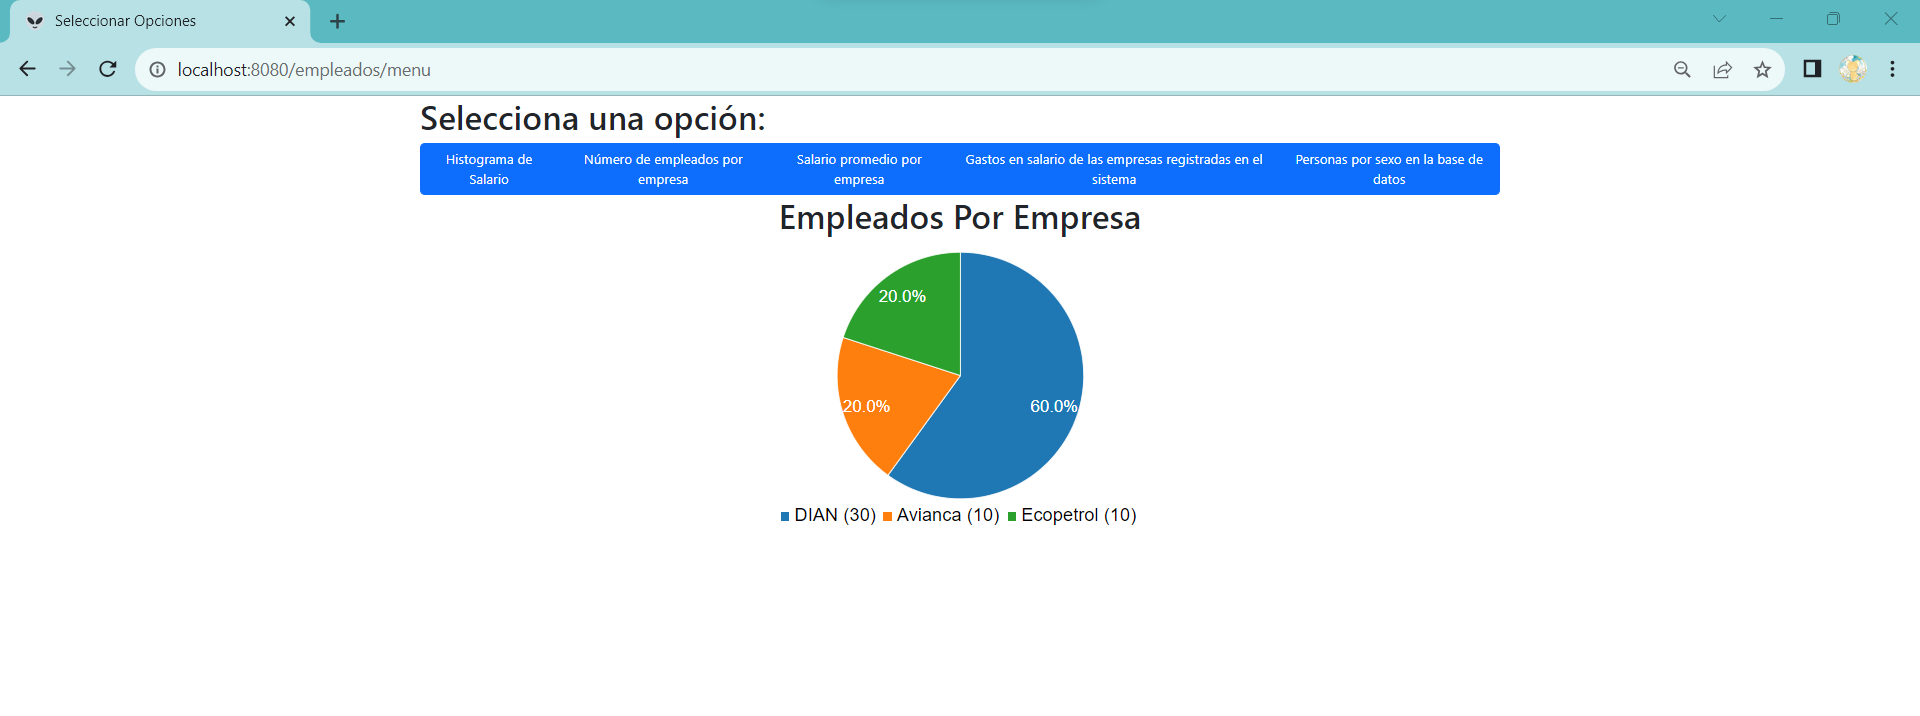 Seleccionar Opciones
localhost:8080/empleados/menu
Selecciona una opción:
Histograma de
Salario
Número de empleados por
empresa
Salario promedio por
empresa
Gastos en salario de las empresas registradas en el
sistema
Personas por sexo en la base de
datos
Empleados Por Empresa
20.0%
20.0%
60.0%
DIAN (30) Avianca (10) Ecopetrol (10)